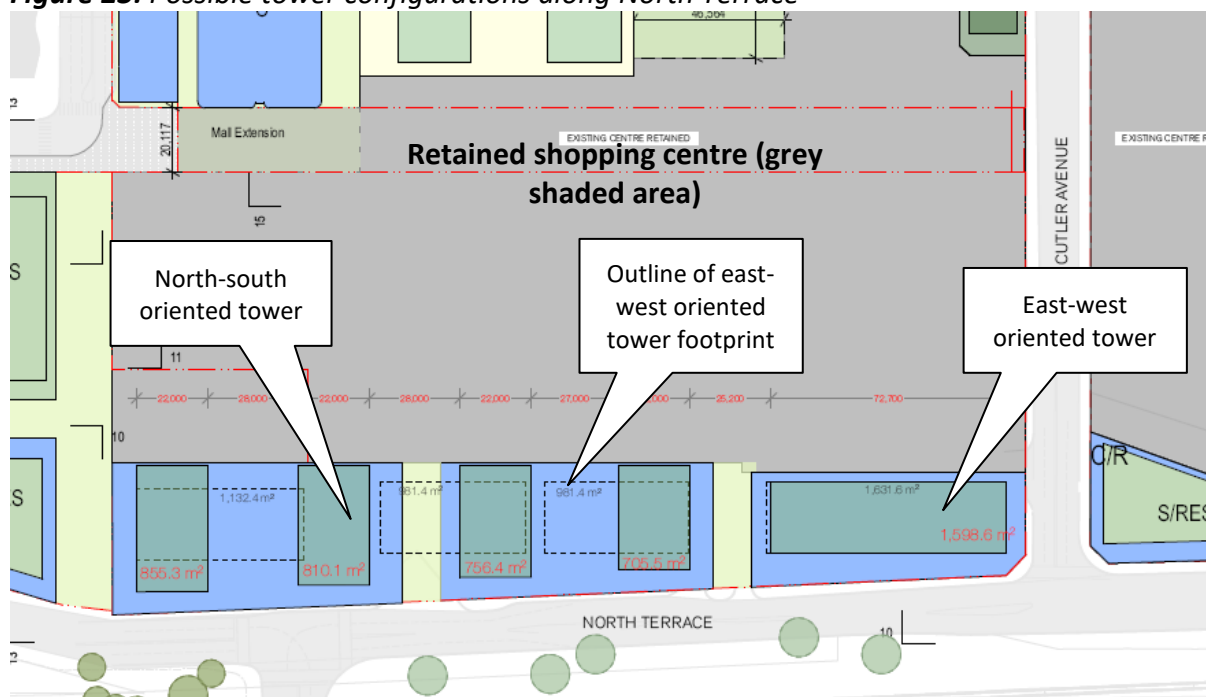 Figure 23: Possible tower configurations along North Terrace
46,364
Mall Extension
20,117
EXISTING CENTRE RETAINED
EXISTING CENTRE R
Retained shopping centre (grey
shaded area)
CUTLER AVENUE
15
S
North-south
oriented tower
Outline of east-
west oriented
tower footprint
East-west
oriented tower
11
22,000
28,000
22,000
28,000
22,000
27,000
25,200
72,700
10
C/R
1,132.4m²
981.4 m²
981.4 m²
1,631.6 m²
S
S/RES
1,598.6 m²
855.3 m²
810.1 m²
756.4 m²
705.5 m²
NORTH TERRACE
10